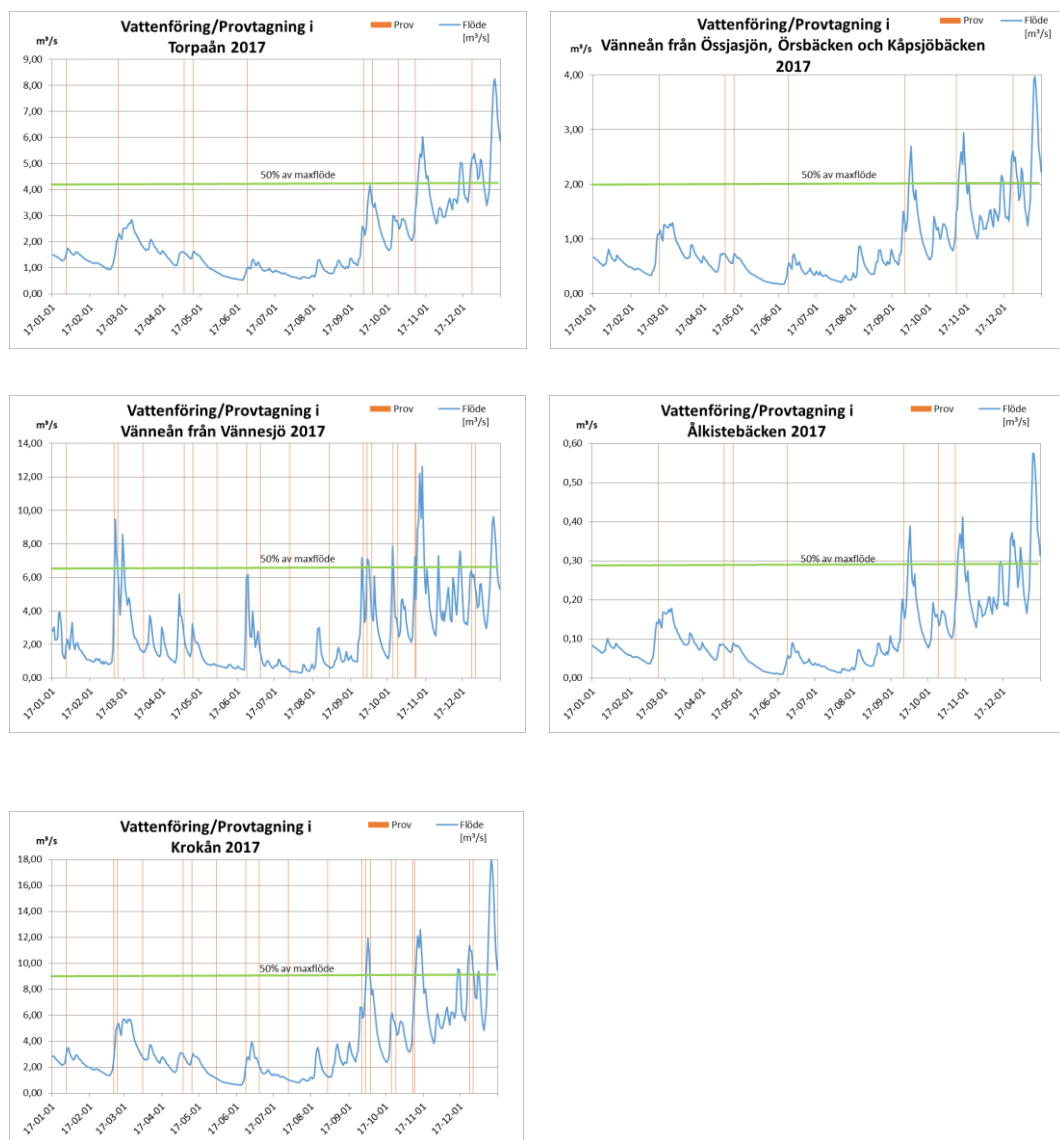 Vattenföring/Provtagning i
Torpaån 2017
Prov
Flöde
[m³/s]
m³/s
9,00
8,00
7,00
6,00
5,00
4,00
3,00
2,00
1,00
0,00
50% av maxflöde
17-01-01
17-02-01
17-03-01
17-04-01
17-05-01
17-06-01
17-07-01
17-08-01
17-09-01
17-10-01
17-11-01
17-12-01
Vattenföring/Provtagning i
Vänneån från Össjasjön, Örsbäcken och Kåpsjöbäcken
2017
Prov
Flöde
[m³/s]
m³/s
4,00
3,00
2,00
1,00
0,00
50% av maxflöde
17-01-01
17-02-01
17-03-01
17-04-01
17-05-01
17-06-01
17-07-01
17-08-01
17-09-01
17-10-01
17-11-01
17-12-01
Vattenföring/Provtagning i
Vänneån från Vännesjö 2017
Prov
Flöde
[m³/s]
m³/s
14,00
12,00
10,00
8,00
6,00
4,00
2,00
0,00
50% av maxflöde
17-01-01
17-02-01
17-03-01
17-04-01
17-05-01
17-06-01
17-07-01
17-08-01
17-09-01
17-10-01
17-11-01
17-12-01
Vattenföring/Provtagning i
Ålkistebäcken 2017
Prov
Flöde
[m³/s]
m³/s
0,60
0,50
0,40
0,30
0,20
0,10
0,00
50% av maxflöde
17-01-01
17-02-01
17-03-01
17-04-01
17-05-01
17-06-01
17-07-01
17-08-01
17-09-01
17-10-01
17-11-01
17-12-01
Vattenföring/Provtagning i
Krokån 2017
Prov
Flöde
[m³/s]
m³/s
18,00
16,00
14,00
12,00
10,00
8,00
6,00
4,00
2,00
0,00
50% av maxflöde
17-01-01
17-02-01
17-03-01
17-04-01
17-05-01
17-06-01
17-07-01
17-08-01
17-09-01
17-10-01
17-11-01
17-12-01